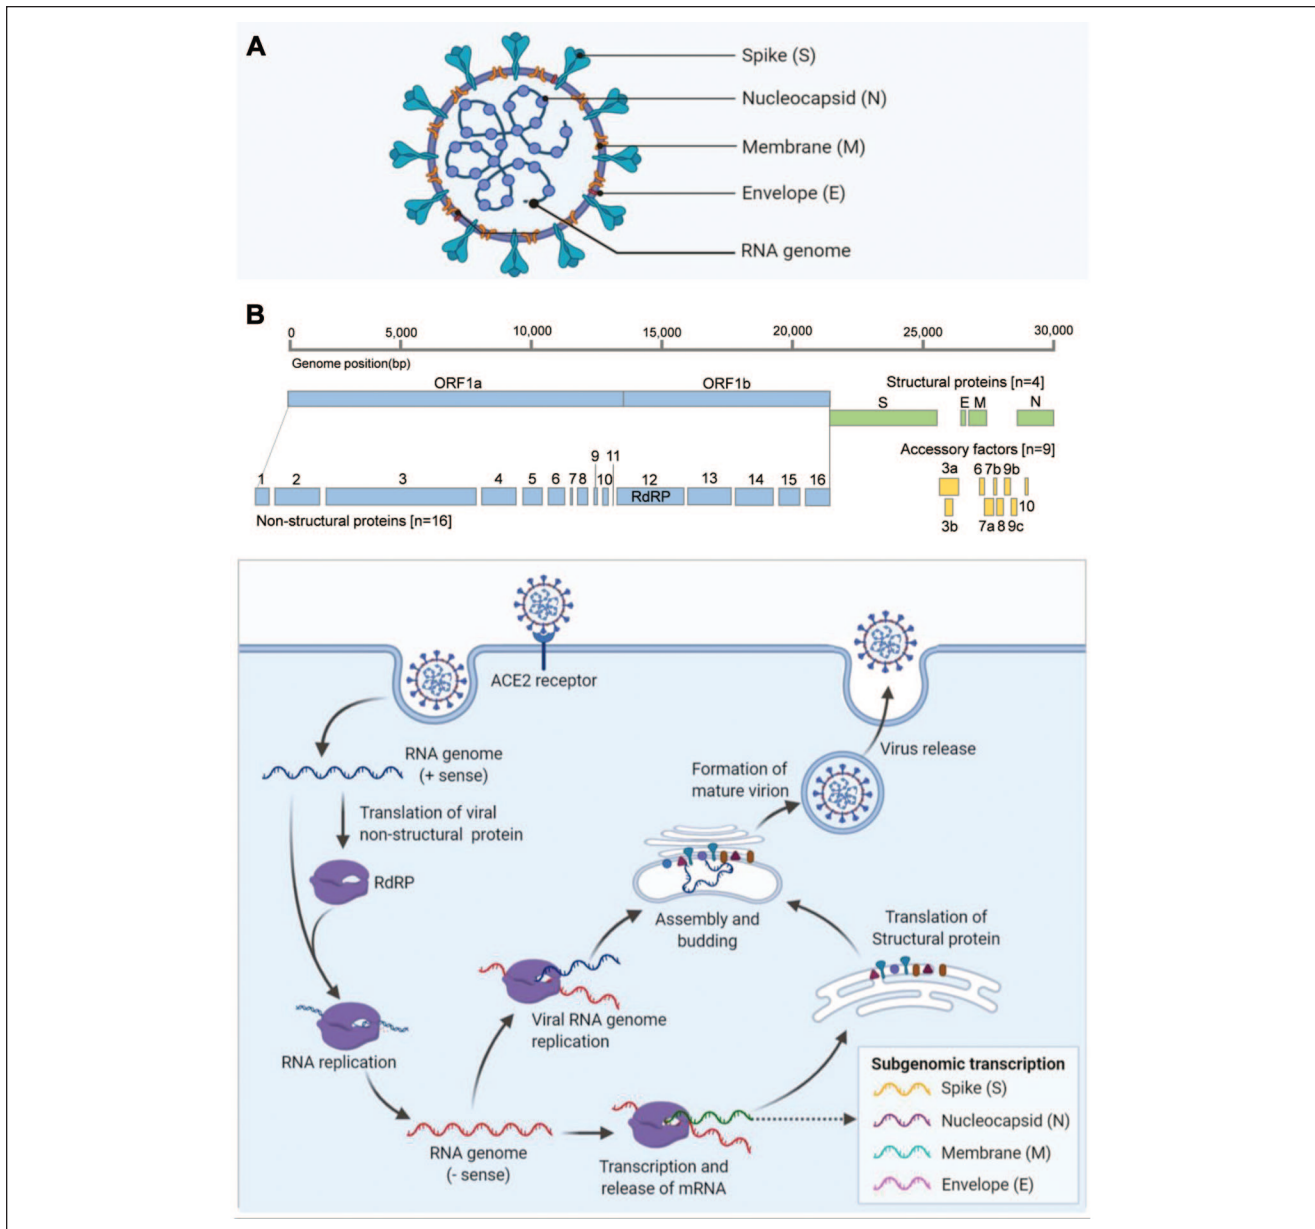 A
Spike (S)
Nucleocapsid (N)
Membrane (M)
Envelope (E)
RNA genome
B
0 5,000 10,000 15,000 20,000 25,000 30,000
Genome position(bp)
ORF1a ORF1b
Structural proteins [n=4]
S E M N
Accessory factors [n=9]
3a 6 7b 9b
9 11
1 2 3 4 5 6 7 8 10 12 13 14 15 16
RdRP
10
3b 7a 8 9c
Non-structural proteins [n=16]
ACE2 receptor
RNA genome
(+ sense)
Translation of viral
non-structural protein
RdRP
RNA replication
RNA genome
(- sense)
Viral RNA genome
replication
Transcription and
release of mRNA
Assembly and
budding
Formation of
mature virion
Virus release
Translation of
Structural protein
Subgenomic transcription
Spike (S)
Nucleocapsid (N)
Membrane (M)
Envelope (E)